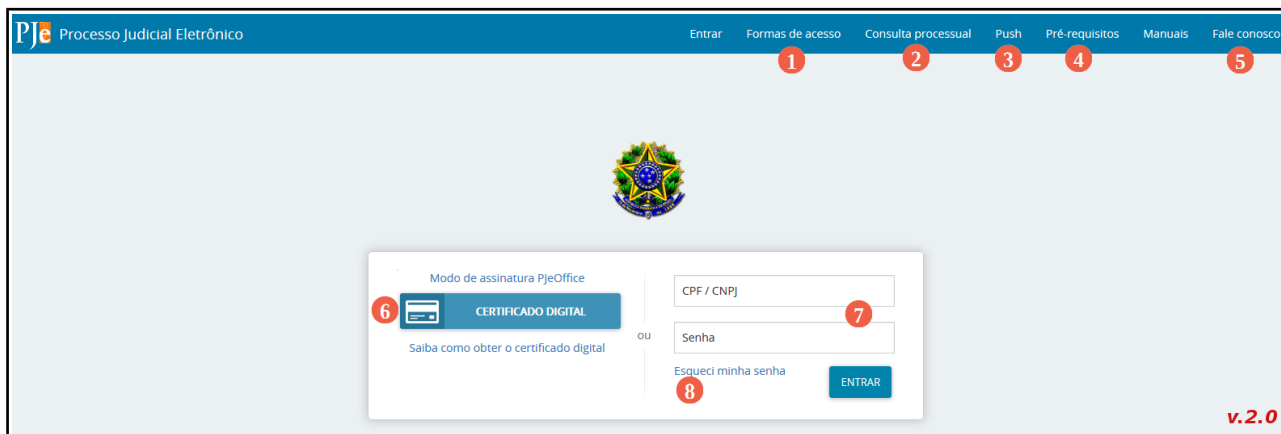 PJe Processo Judicial Eletrônico Entrar Formas de acesso Consulta processual Push Pré-requisitos Manuais Fale conosco
1 2 3 4 5
Modo de assinatura PJeOffice
6 CERTIFICADO DIGITAL
Saiba como obter o certificado digital
ou
CPF / CNPJ
7
Senha
Esqueci minha senha
8
ENTRAR
v.2.0